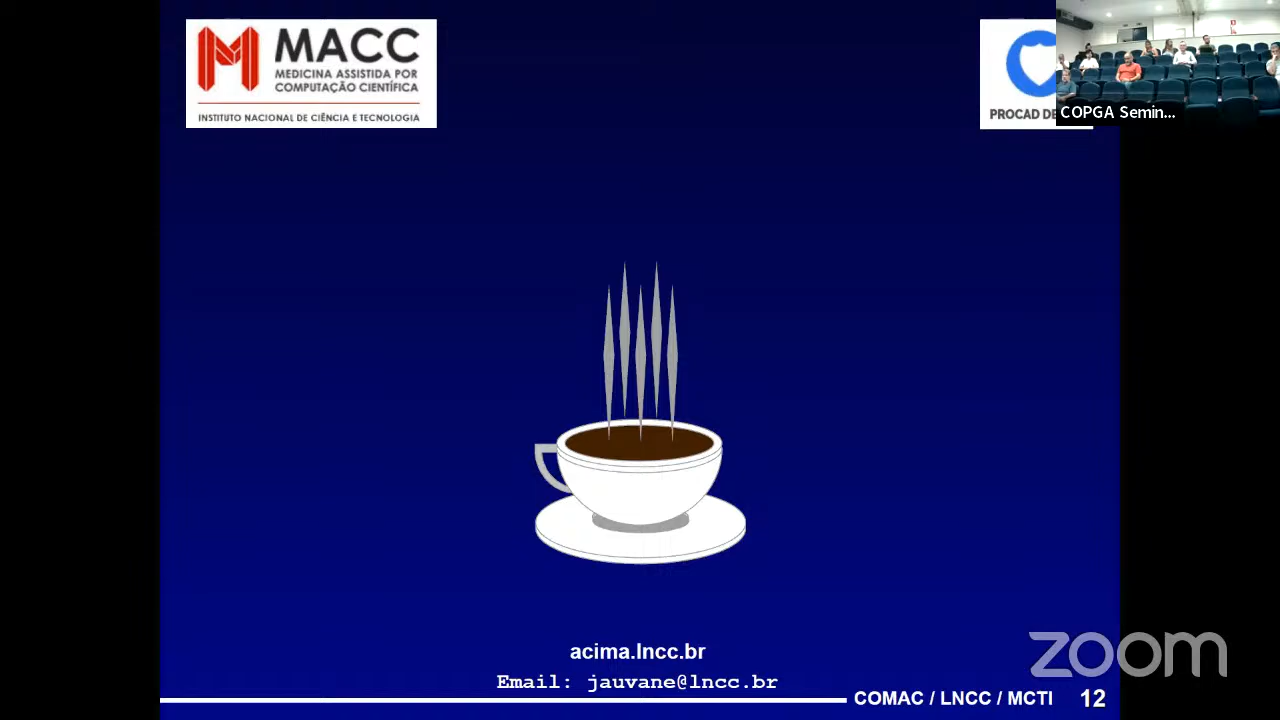 MACC
MEDICINA ASSISTIDA POR
COMPUTAÇÃO CIENTÍFICA
INSTITUTO NACIONAL DE CIÊNCIA E TECNOLOGIA
PROCAD DE
COPGA Semin...
acima.lncc.br
Email: jauvane@lncc.br
COMAC / LNCC / MCTI 12
zoom